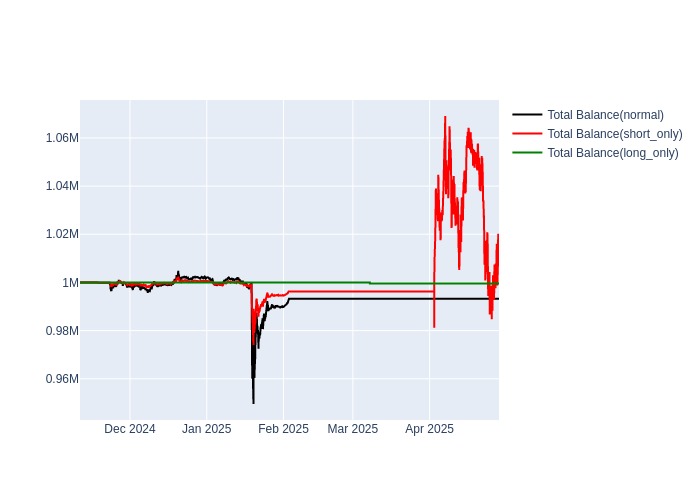 Total Balance(normal)
Total Balance(short_only)
Total Balance(long_only)
1.06M
1.04M
1.02M
1M
0.98M
0.96M
Dec 2024
Jan 2025
Feb 2025
Mar 2025
Apr 2025